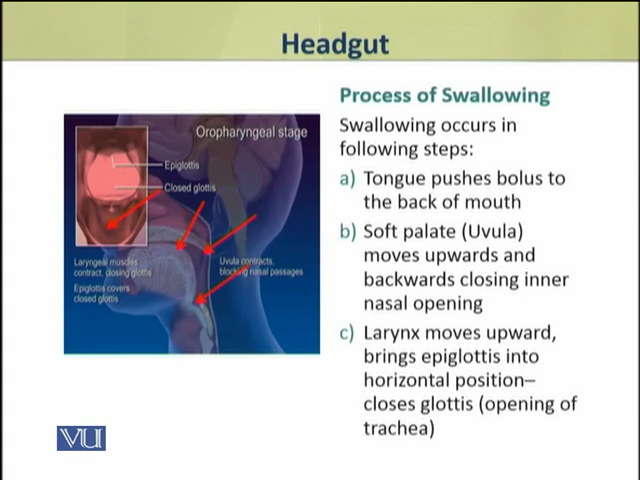 Headgut
Oropharyngeal stage
Epiglottis
Closed glottis
Laryngeal muscles
contract, closing glottis
Epiglottis covers
closed glottis
Uvula contracts,
blocking nasal passages
Process of Swallowing
Swallowing occurs in
following steps:
a) Tongue pushes bolus to
the back of mouth
b) Soft palate (Uvula)
moves upwards and
backwards closing inner
nasal opening
c) Larynx moves upward,
brings epiglottis into
horizontal position–
closes glottis (opening of
trachea)
VU